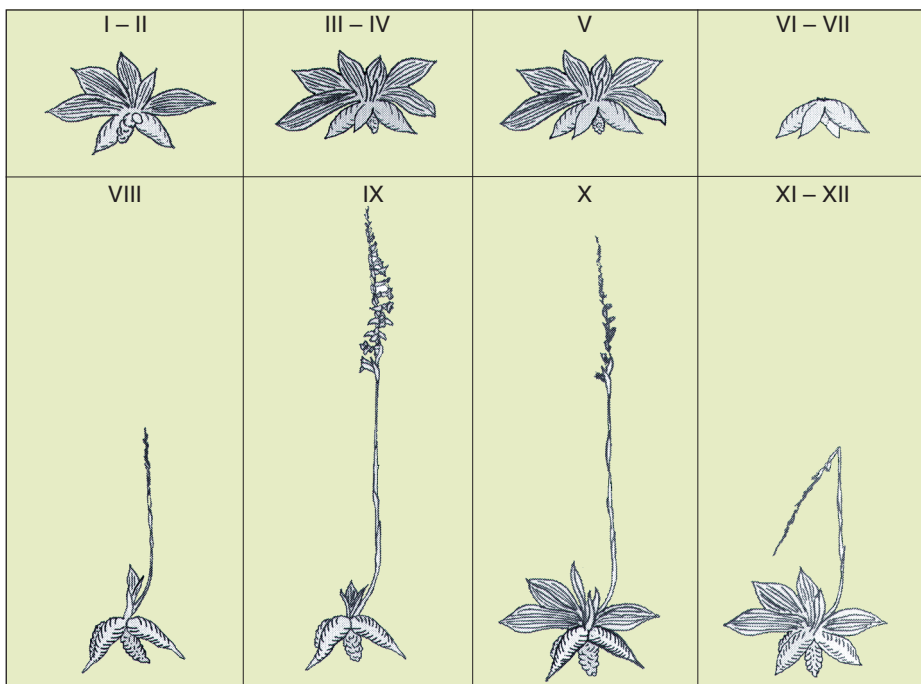 I – II
III – IV
V
VI – VII
VIII
IX
X
XI – XII